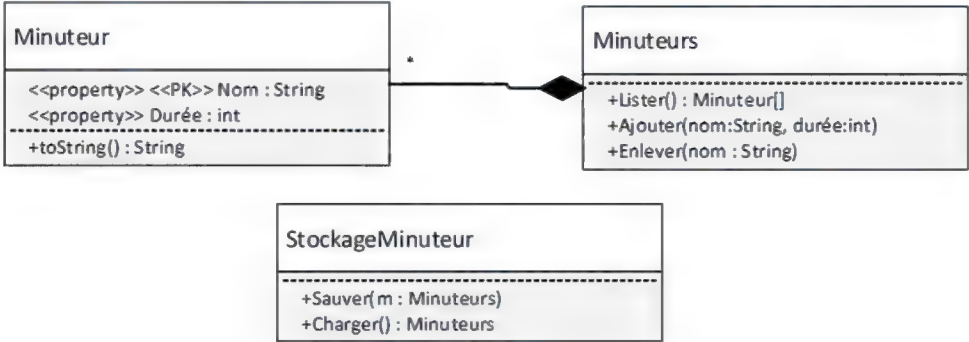 Minuteur
<<property>> <<PK>> Nom : String
<<property>> Durée : int
+toString() : String
*
Minuteurs
+Lister() : Minuteur[]
+Ajouter(nom:String, durée:int)
+Enlever(nom : String)
StockageMinuteur
+Sauver(m : Minuteurs)
+Charger() : Minuteurs